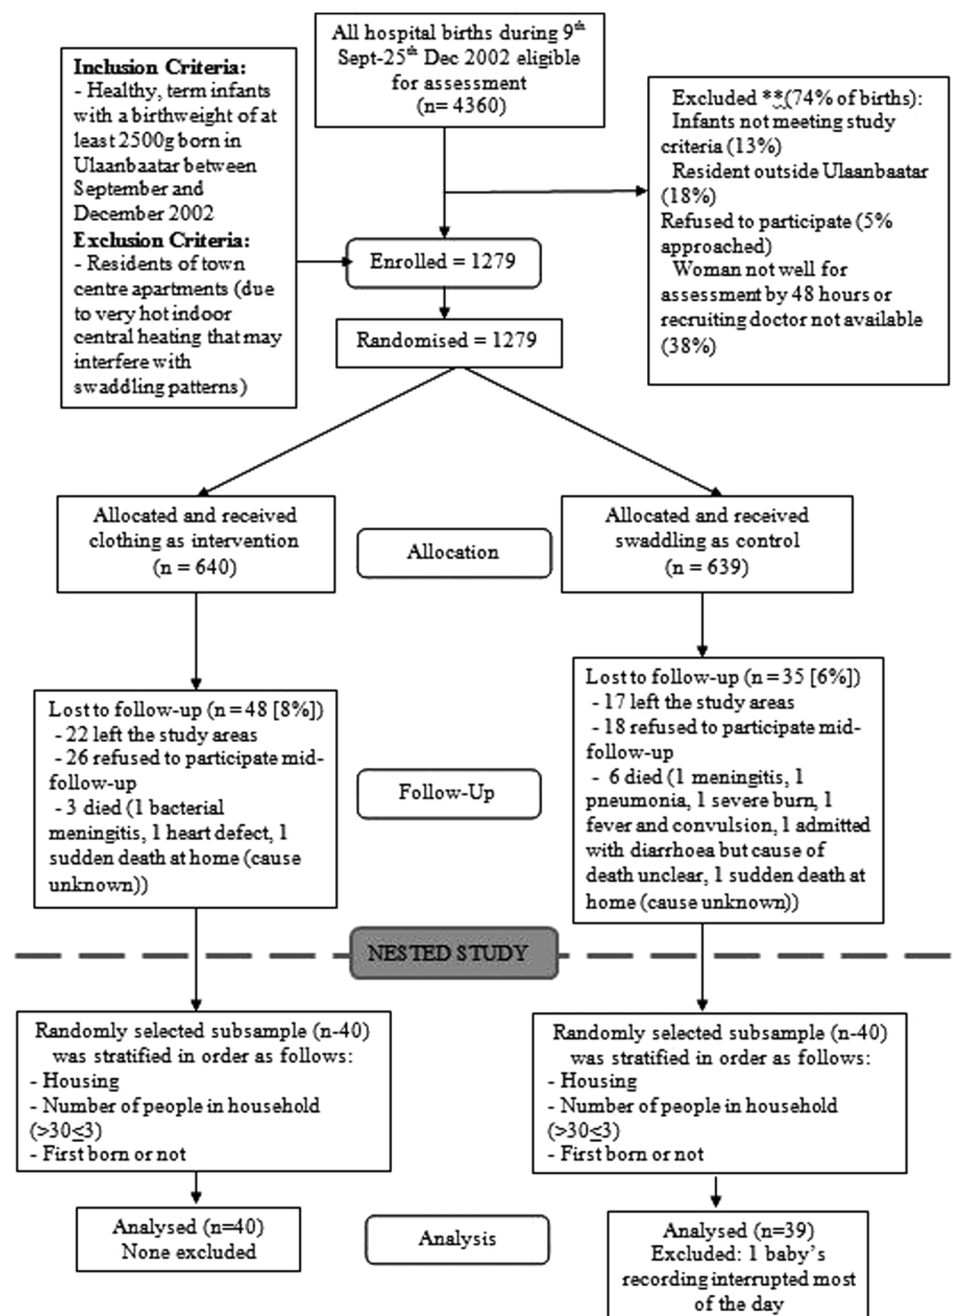 All hospital births during 9th
Sept-25th Dec 2002 eligible
for assessment
(n= 4360)
Inclusion Criteria:
- Healthy, term infants
with a birthweight of at
least 2500g born in
Ulaanbaatar between
September and
December 2002
Exclusion Criteria:
- Residents of town
centre apartments (due
to very hot indoor
central heating that may
interfere with
swaddling patterns)
Excluded **(74% of births):
Infants not meeting study
criteria (13%)
Resident outside Ulaanbaatar
(18%)
Refused to participate (5%
approached)
Woman not well for
assessment by 48 hours or
recruiting doctor not available
(38%)
Enrolled = 1279
Randomised = 1279
Allocated and received
clothing as intervention
(n = 640)
Allocation
Allocated and received
swaddling as control
(n = 639)
Lost to follow-up (n = 48 [8%])
- 22 left the study areas
- 26 refused to participate mid-
follow-up
- 3 died (1 bacterial
meningitis, 1 heart defect, 1
sudden death at home (cause
unknown))
Follow-Up
Lost to follow-up (n = 35 [6%])
- 17 left the study areas
- 18 refused to participate mid-
follow-up
- 6 died (1 meningitis, 1
pneumonia, 1 severe burn, 1
fever and convulsion, 1 admitted
with diarrhoea but cause of
death unclear, 1 sudden death at
home (cause unknown))
NESTED STUDY
Randomly selected subsample (n-40)
was stratified in order as follows:
- Housing
- Number of people in household
(>30≤3)
- First born or not
Randomly selected subsample (n-40)
was stratified in order as follows:
- Housing
- Number of people in household
(>30≤3)
- First born or not
Analysed (n=40)
None excluded
Analysis
Analysed (n=39)
Excluded: 1 baby's
recording interrupted most
of the day